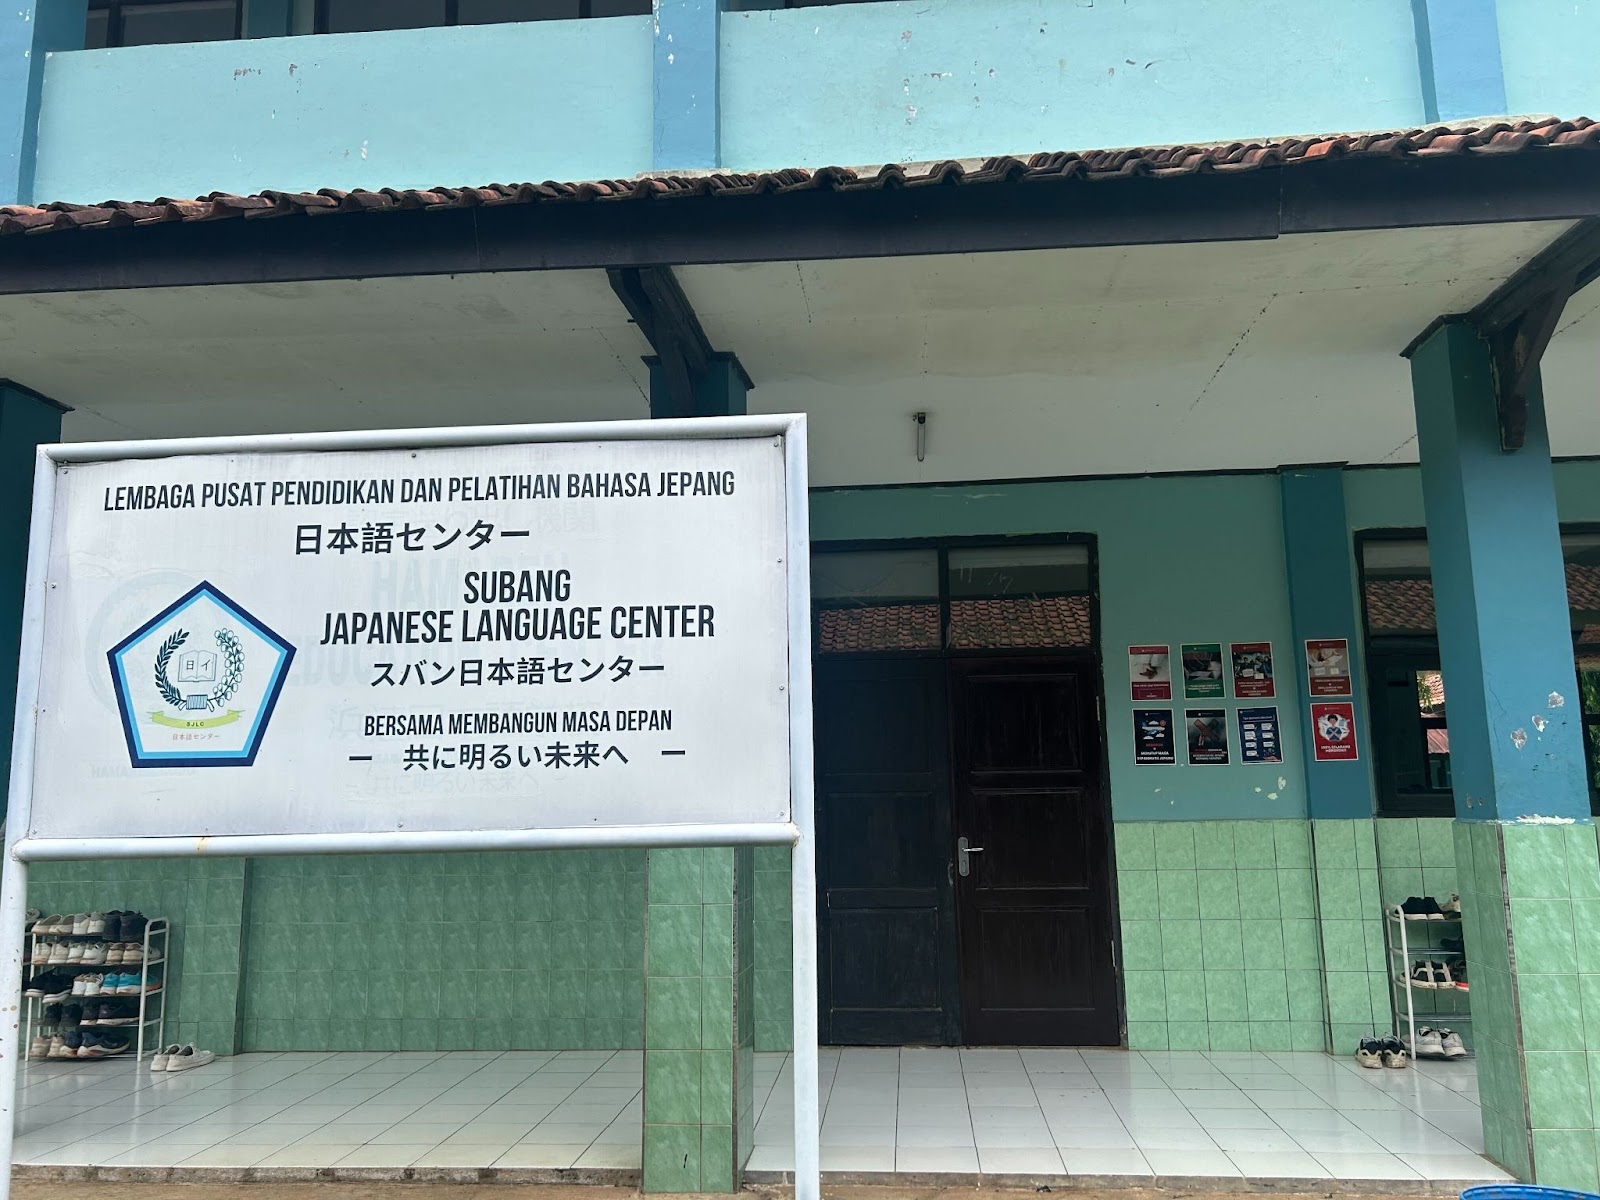 LEMBAGA PUSAT PENDIDIKAN DAN PELATIHAN BAHASA JEPANG
日本語センター
SUBANG
JAPANESE LANGUAGE CENTER
スバン日本語センター
BERSAMA MEMBANGUN MASA DEPAN
ー 共に明るい未来へ ー
日 イ
SJLC
日本語センター